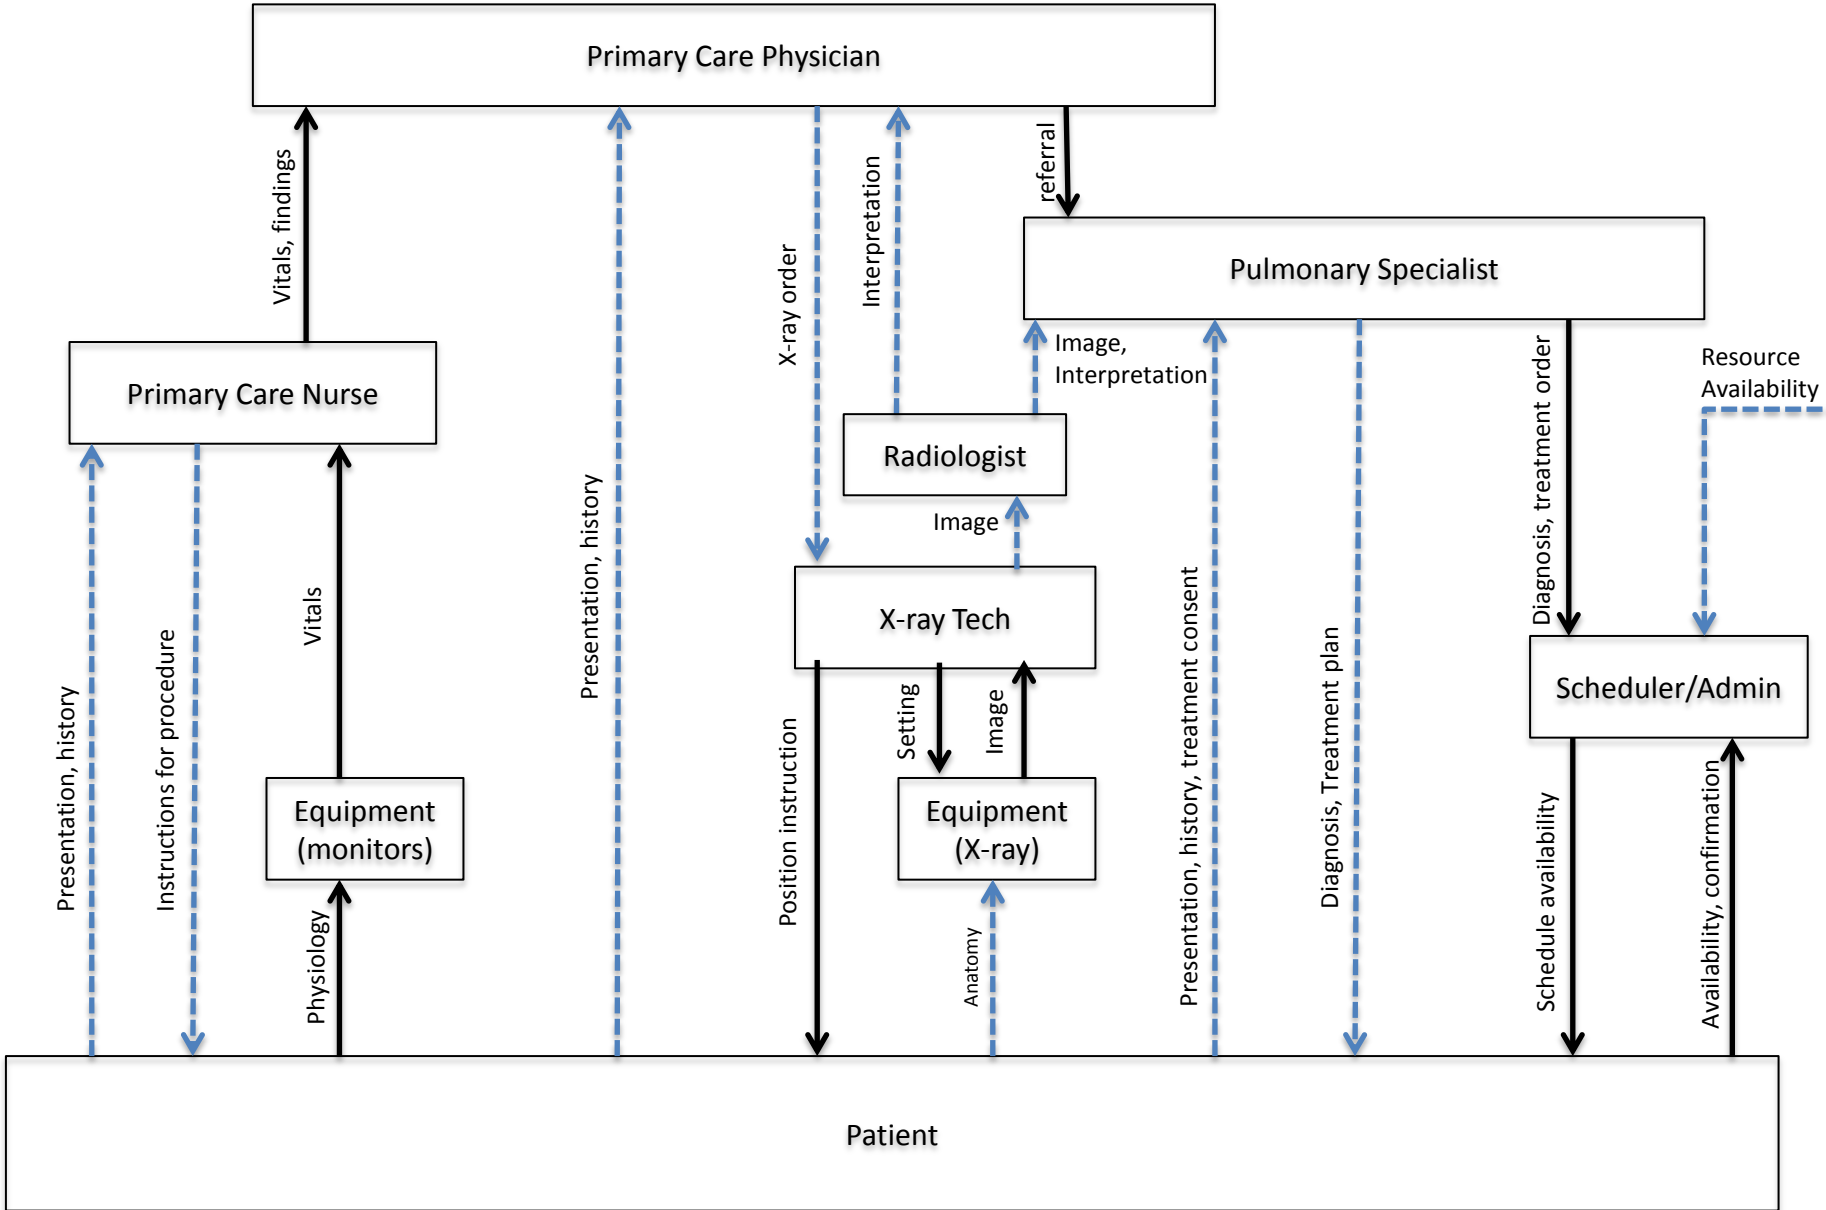 Primary Care Physician
Vitals, findings
Presentation, history
X-ray order
Interpretation
referral
Pulmonary Specialist
Primary Care Nurse
Image,
Interpretation
Resource
Availability
Radiologist
Image
Diagnosis, treatment order
X-ray Tech
Scheduler/Admin
Presentation, history
Instructions for procedure
Vitals
Equipment
(monitors)
Physiology
Position instruction
Setting
Image
Equipment
(X-ray)
Anatomy
Presentation, history, treatment consent
Diagnosis, Treatment plan
Schedule availability
Availability, confirmation
Patient